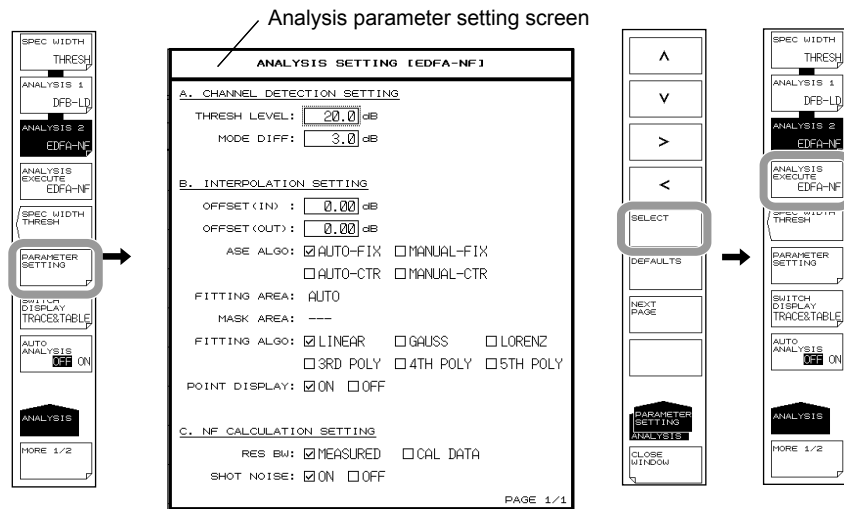 Analysis parameter setting screen
SPEC WIDTH
THRESH
ANALYSIS 1
DFB-LD
ANALYSIS 2
EDFA-NF
ANALYSIS
EXECUTE
EDFA-NF
SPEC WIDTH
THRESH
PARAMETER
SETTING
SWITCH
DISPLAY
TRACE&TABLE
AUTO
ANALYSIS
OFF ON
ANALYSIS
MORE 1/2
ANALYSIS SETTING [EDFA-NF]
A. CHANNEL DETECTION SETTING
THRESH LEVEL: 20.0 dB
MODE DIFF: 3.0 dB
B. INTERPOLATION SETTING
OFFSET(IN) : 0.00 dB
OFFSET(OUT): 0.00 dB
ASE ALGO: ☑AUTO-FIX ☐MANUAL-FIX
☐AUTO-CTR ☐MANUAL-CTR
FITTING AREA: AUTO
MASK AREA: ---
FITTING ALGO: ☑LINEAR ☐GAUSS ☐LORENZ
☐3RD POLY ☐4TH POLY ☐5TH POLY
POINT DISPLAY: ☑ON ☐OFF
C. NF CALCULATION SETTING
RES BW: ☑MEASURED ☐CAL DATA
SHOT NOISE: ☑ON ☐OFF
PAGE 1/1
SELECT
DEFAULTS
NEXT
PAGE
PARAMETER
SETTING
ANALYSIS
CLOSE
WINDOW
SPEC WIDTH
THRESH
ANALYSIS 1
DFB-LD
ANALYSIS 2
EDFA-NF
ANALYSIS
EXECUTE
EDFA-NF
SPEC WIDTH
THRESH
PARAMETER
SETTING
SWITCH
DISPLAY
TRACE&TABLE
AUTO
ANALYSIS
OFF ON
ANALYSIS
MORE 1/2